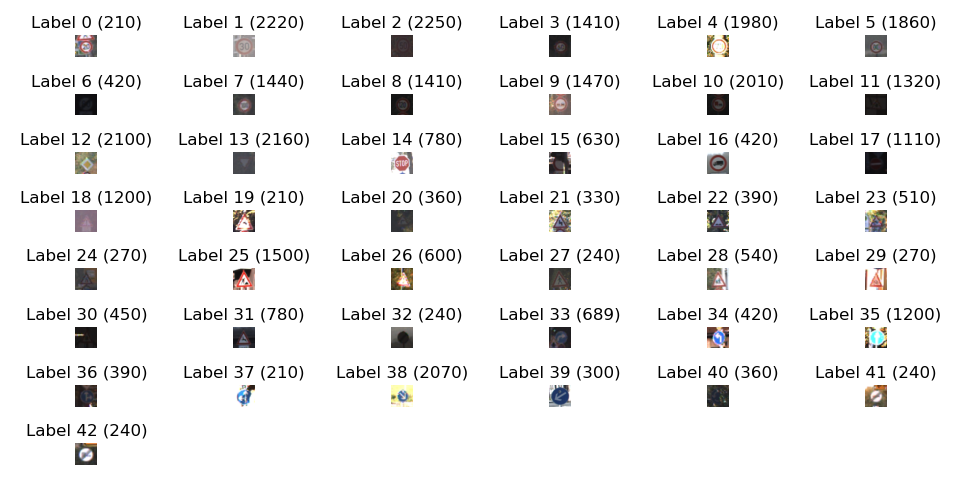 Label 0 (210) Label 1 (2220) Label 2 (2250) Label 3 (1410) Label 4 (1980) Label 5 (1860)
Label 6 (420) Label 7 (1440) Label 8 (1410) Label 9 (1470) Label 10 (2010) Label 11 (1320)
Label 12 (2100) Label 13 (2160) Label 14 (780) Label 15 (630) Label 16 (420) Label 17 (1110)
STOP
Label 18 (1200) Label 19 (210) Label 20 (360) Label 21 (330) Label 22 (390) Label 23 (510)
Label 24 (270) Label 25 (1500) Label 26 (600) Label 27 (240) Label 28 (540) Label 29 (270)
Label 30 (450) Label 31 (780) Label 32 (240) Label 33 (689) Label 34 (420) Label 35 (1200)
Label 36 (390) Label 37 (210) Label 38 (2070) Label 39 (300) Label 40 (360) Label 41 (240)
Label 42 (240)